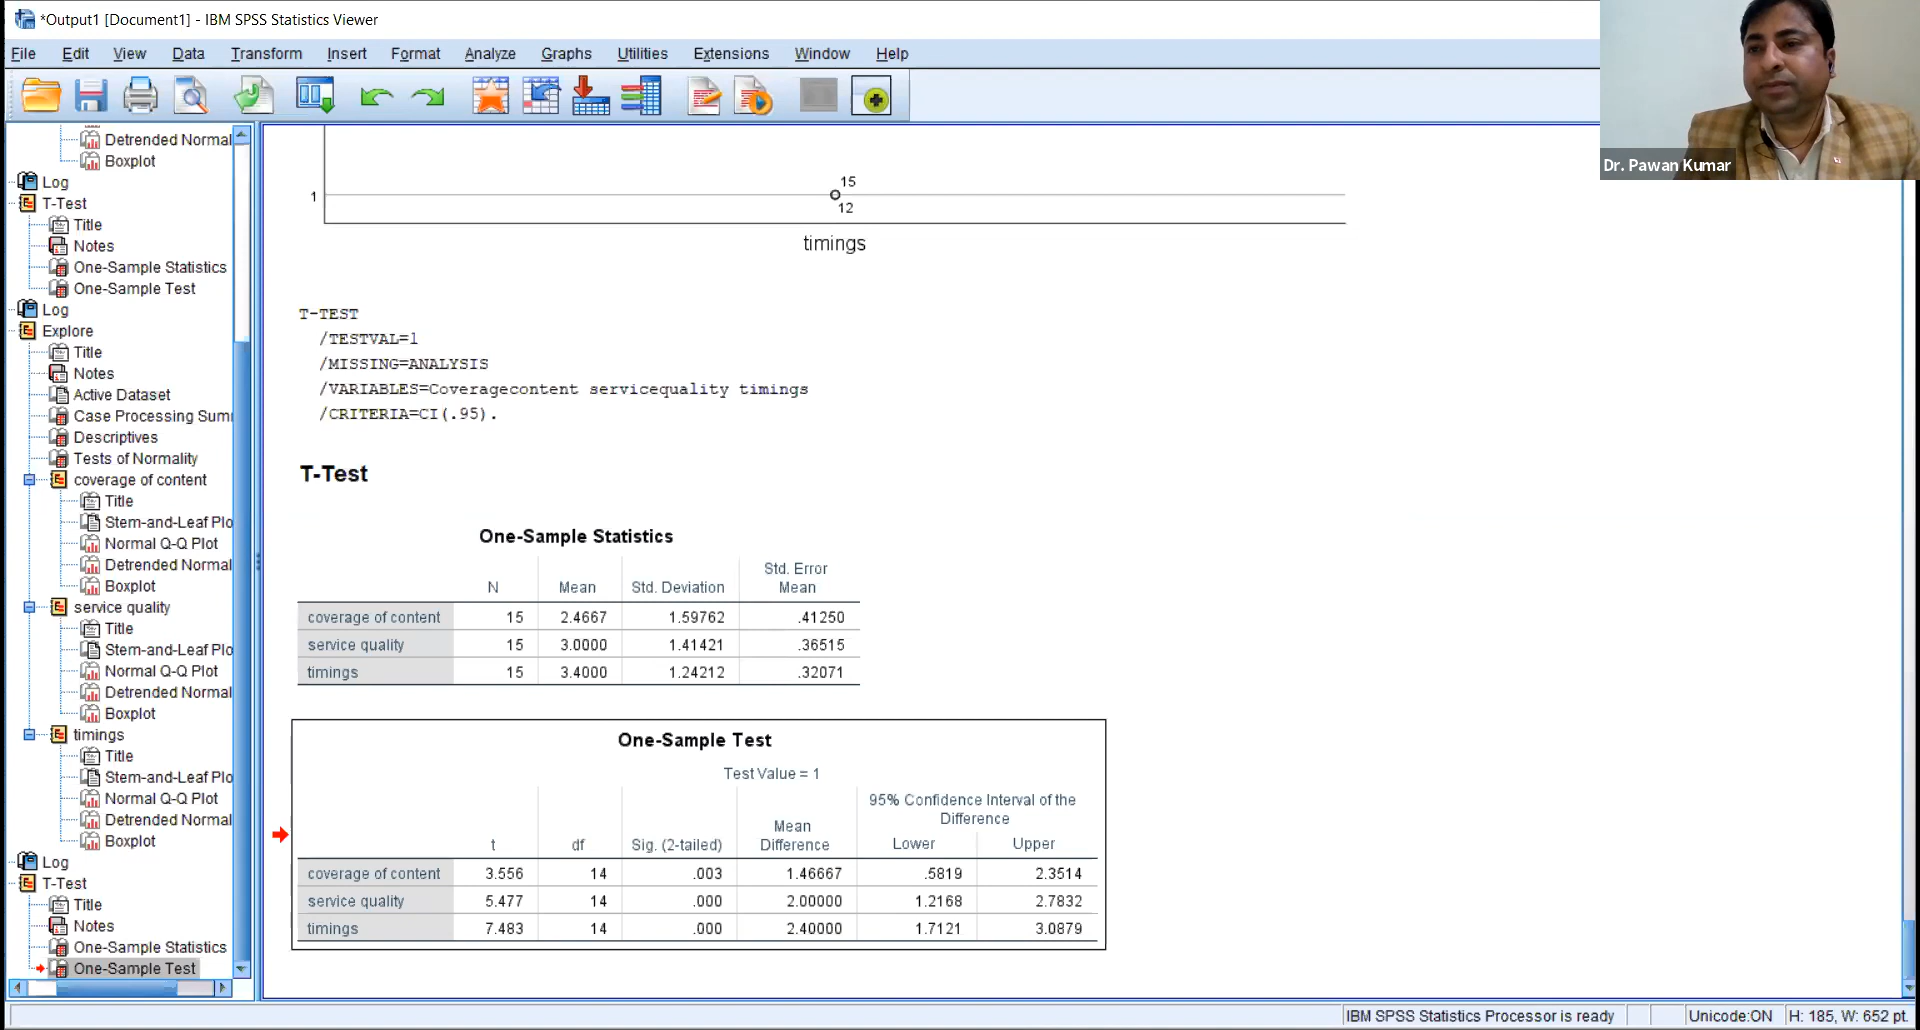 *Output1 [Document1] - IBM SPSS Statistics Viewer
File Edit View Data Transform Insert Format Analyze Graphs Utilities Extensions Window Help
Dr. Pawan Kumar
Detrended Normal
Boxplot
Log
T-Test
Title
Notes
One-Sample Statistics
One-Sample Test
Log
Explore
Title
Notes
Active Dataset
Case Processing Sum
Descriptives
Tests of Normality
coverage of content
Title
Stem-and-Leaf Plo
Normal Q-Q Plot
Detrended Normal
Boxplot
service quality
Title
Stem-and-Leaf Plo
Normal Q-Q Plot
Detrended Normal
Boxplot
timings
Title
Stem-and-Leaf Plo
Normal Q-Q Plot
Detrended Normal
Boxplot
Log
T-Test
Title
Notes
One-Sample Statistics
One-Sample Test
15
1
12
timings
T-TEST
/TESTVAL=1
/MISSING=ANALYSIS
/VARIABLES=Coveragecontent servicequality timings
/CRITERIA=CI(.95).
T-Test
One-Sample Statistics
N Mean Std. Deviation Std. Error Mean
coverage of content 15 2.4667 1.59762 .41250
service quality 15 3.0000 1.41421 .36515
timings 15 3.4000 1.24212 .32071
One-Sample Test
Test Value = 1
95% Confidence Interval of the Difference
t df Sig. (2-tailed) Mean Difference Lower Upper
coverage of content 3.556 14 .003 1.46667 .5819 2.3514
service quality 5.477 14 .000 2.00000 1.2168 2.7832
timings 7.483 14 .000 2.40000 1.7121 3.0879
IBM SPSS Statistics Processor is ready Unicode:ON H: 185, W: 652 pt.